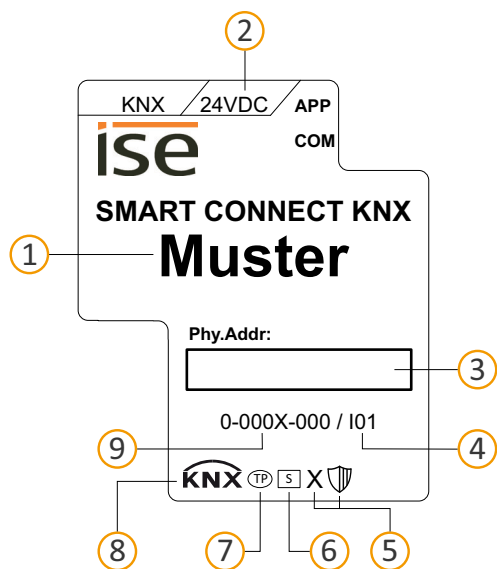 2
KNX 24VDC APP
COM
ise
SMART CONNECT KNX
1 Muster
Phy.Addr:
3
0-000X-000 / I01
9 4
KNX TP S X
8 7 6 5